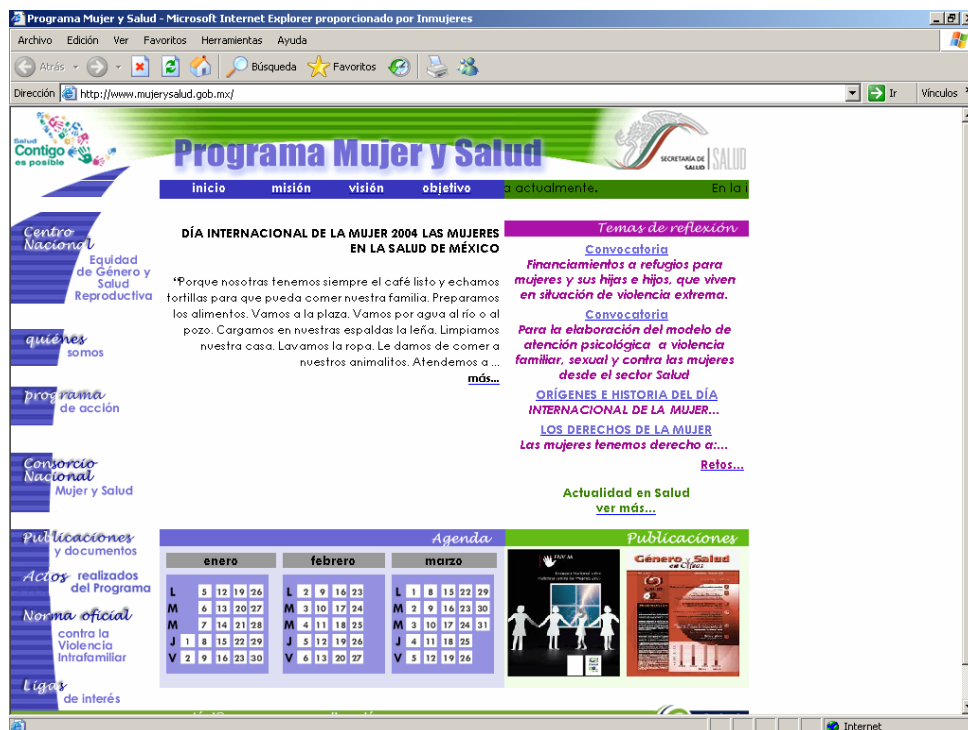 Programa Mujer y Salud - Microsoft Internet Explorer proporcionado por Inmujeres
Archivo Edición Ver Favoritos Herramientas Ayuda
Atrás Búsqueda Favoritos
Dirección http://www.mujerysalud.gob.mx/ Ir Vínculos
Salud
Contigo
es posible
Programa Mujer y Salud
SECRETARÍA DE
SALUD
SALUD
inicio misión visión objetivo a actualmente. En la i
Centro
Nacional
Equidad
de Género y
Salud
Reproductiva
quiénes
somos
programa
de acción
Consorcio
Nacional
Mujer y Salud
Publicaciones
y documentos
Actos realizados
del Programa
Norma oficial
contra la
Violencia
Intrafamiliar
Ligas
de interés
DÍA INTERNACIONAL DE LA MUJER 2004 LAS MUJERES
EN LA SALUD DE MÉXICO
“Porque nosotras tenemos siempre el café listo y echamos
tortillas para que pueda comer nuestra familia. Preparamos
los alimentos. Vamos a la plaza. Vamos por agua al río o al
pozo. Cargamos en nuestras espaldas la leña. Limpiamos
nuestra casa. Lavamos la ropa. Le damos de comer a
nuestros animalitos. Atendemos a ...
más...
Temas de reflexión
Convocatoria
Financiamientos a refugios para
mujeres y sus hijas e hijos, que viven
en situación de violencia extrema.
Convocatoria
Para la elaboración del modelo de
atención psicológica a violencia
familiar, sexual y contra las mujeres
desde el sector Salud
ORÍGENES E HISTORIA DEL DÍA
INTERNACIONAL DE LA MUJER...
LOS DERECHOS DE LA MUJER
Las mujeres tenemos derecho a:...
Retos...
Actualidad en Salud
ver más...
Agenda
enero
L 5 12 19 26
M 6 13 20 27
M 7 14 21 28
J 1 8 15 22 29
V 2 9 16 23 30
febrero
L 2 9 16 23
M 3 10 17 24
M 4 11 18 25
J 5 12 19 26
V 6 13 20 27
marzo
L 1 8 15 22 29
M 2 9 16 23 30
M 3 10 17 24 31
J 4 11 18 25
V 5 12 19 26
Publicaciones
Género y Salud
en Cifras
Internet